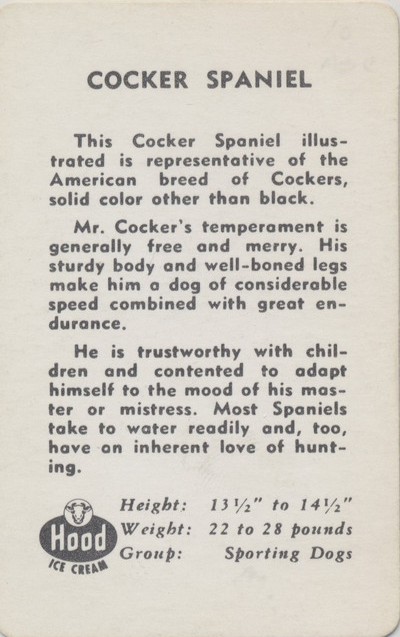 COCKER SPANIEL
This Cocker Spaniel illus-
trated is representative of the
American breed of Cockers,
solid color other than black.
Mr. Cocker's temperament is
generally free and merry. His
sturdy body and well-boned legs
make him a dog of considerable
speed combined with great en-
durance.
He is trustworthy with chil-
dren and contented to adapt
himself to the mood of his mas-
ter or mistress. Most Spaniels
take to water readily and, too,
have an inherent love of hunt-
ing.
Height: 13 1/2" to 14 1/2"
Weight: 22 to 28 pounds
Group: Sporting Dogs
Hood
ICE CREAM